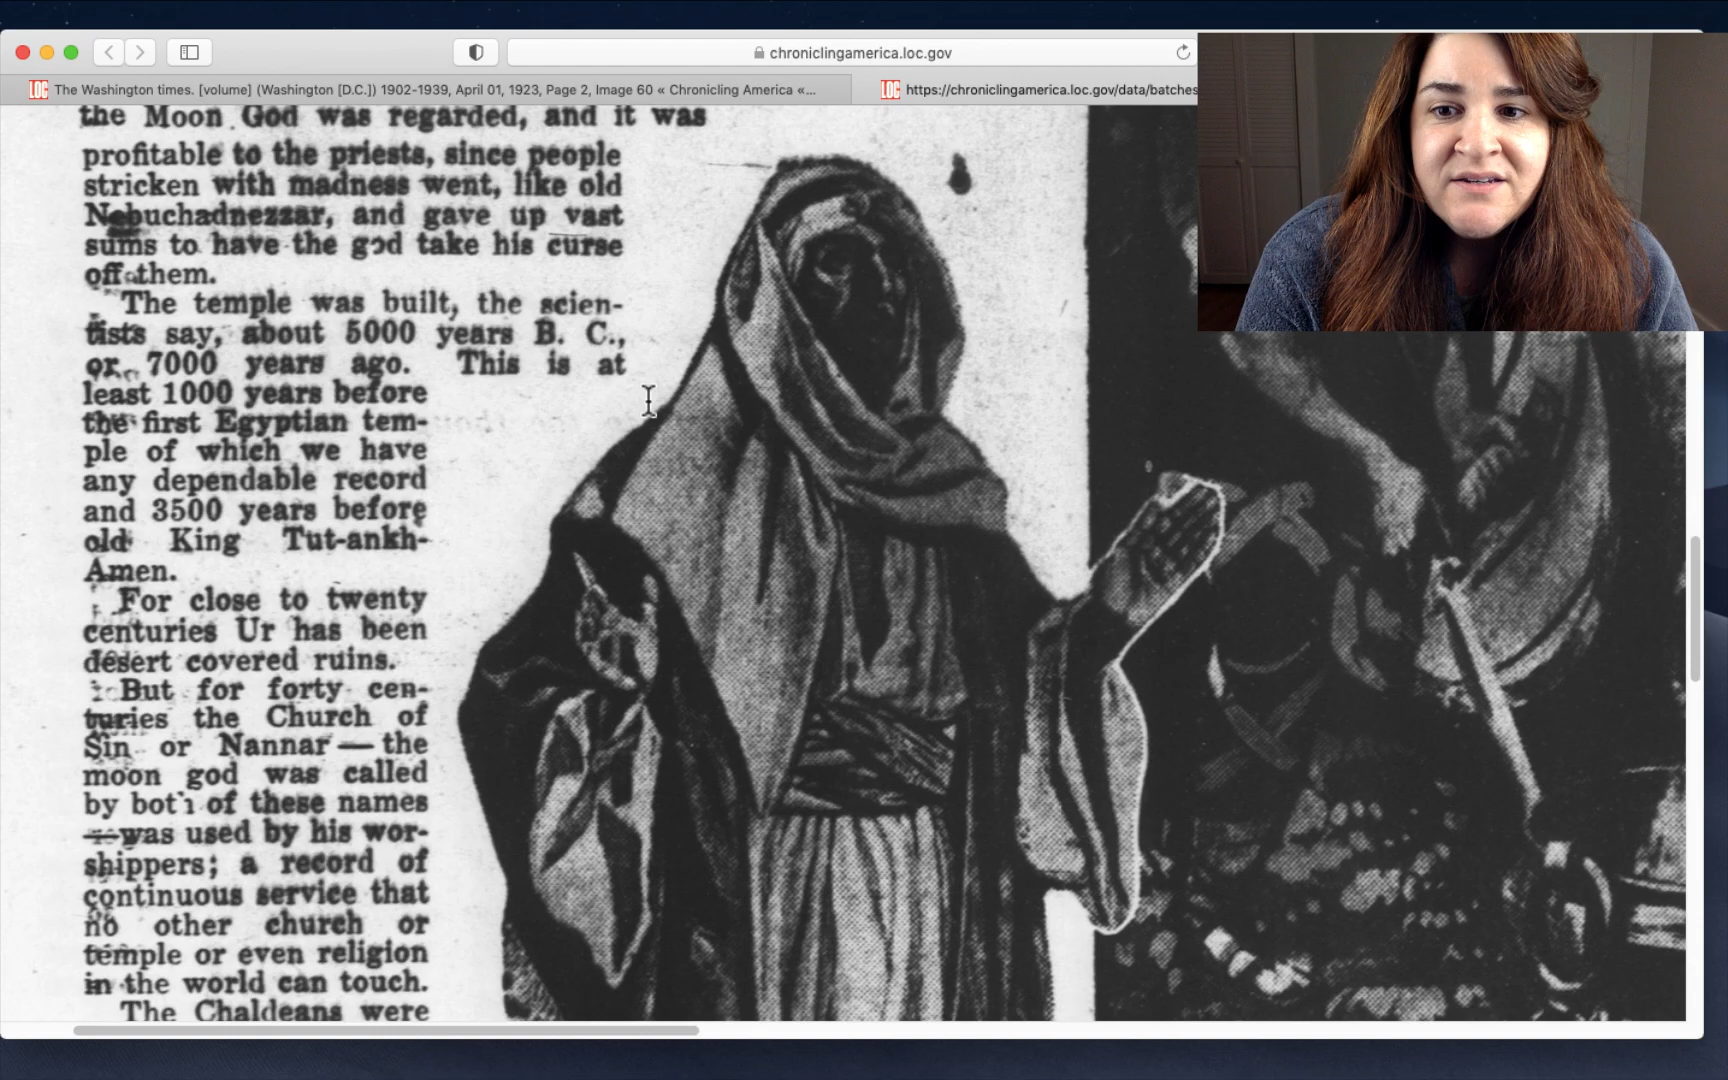 chroniclingamerica.loc.gov
LOC The Washington times. [volume] (Washington [D.C.]) 1902-1939, April 01, 1923, Page 2, Image 60 « Chronicling America «...
LOC https://chroniclingamerica.loc.gov/data/batches
the Moon God was regarded, and it was
profitable to the priests, since people
stricken with madness went, like old
Nebuchadnezzar, and gave up vast
sums to have the god take his curse
off them.
The temple was built, the scien-
tists say, about 5000 years B. C.,
or 7000 years ago. This is at
least 1000 years before
the first Egyptian tem-
ple of which we have
any dependable record
and 3500 years before
old King Tut-ankh-
Amen.
For close to twenty
centuries Ur has been
desert covered ruins.
But for forty cen-
turies the Church of
Sin or Nannar — the
moon god was called
by both of these names
—was used by his wor-
shippers; a record of
continuous service that
no other church or
temple or even religion
in the world can touch.
The Chaldeans were